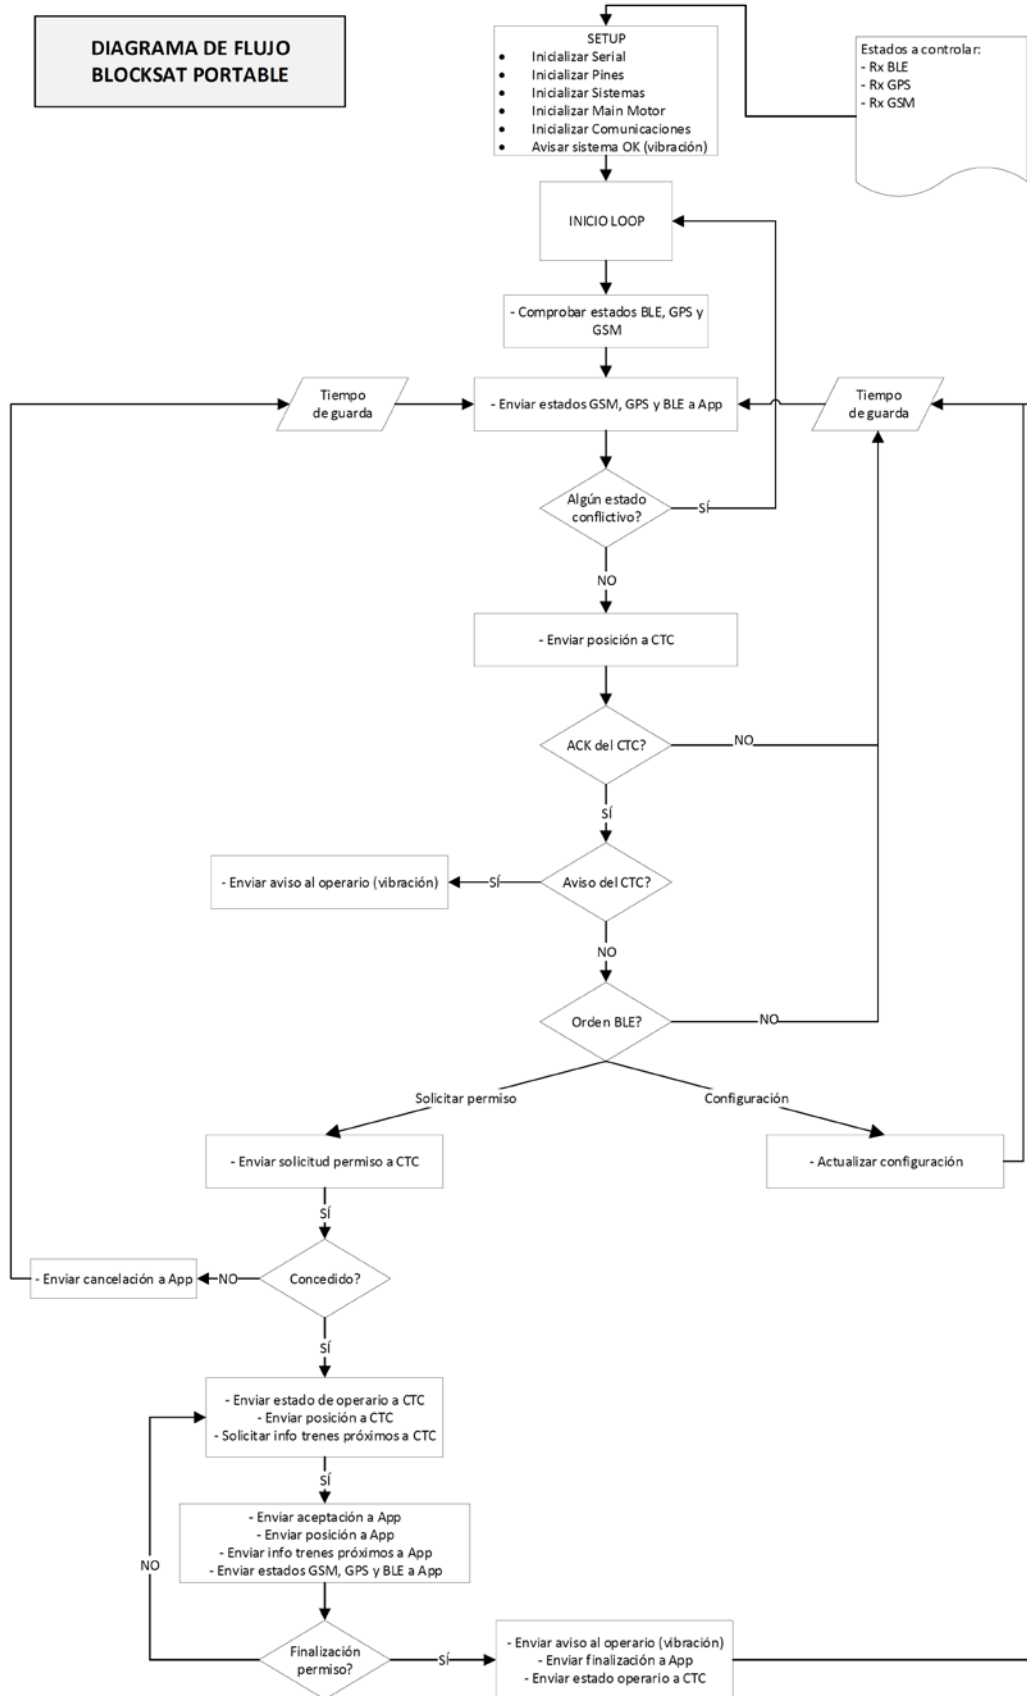 DIAGRAMA DE FLUJO
BLOCKSAT PORTABLE
SETUP
• Inicializar Serial
• Inicializar Pines
• Inicializar Sistemas
• Inicializar Main Motor
• Inicializar Comunicaciones
• Avisar sistema OK (vibración)
Estados a controlar:
- Rx BLE
- Rx GPS
- Rx GSM
INICIO LOOP
- Comprobar estados BLE, GPS y
GSM
Tiempo
de guarda
- Enviar estados GSM, GPS y BLE a App
Tiempo
de guarda
Algún estado
conflictivo?
SÍ
NO
- Enviar posición a CTC
ACK del CTC?
NO
SÍ
- Enviar aviso al operario (vibración)
SÍ
Aviso del CTC?
NO
Orden BLE?
NO
Solicitar permiso
Configuración
- Enviar solicitud permiso a CTC
- Actualizar configuración
SÍ
- Enviar cancelación a App
NO
Concedido?
SÍ
- Enviar estado de operario a CTC
- Enviar posición a CTC
- Solicitar info trenes próximos a CTC
SÍ
- Enviar aceptación a App
- Enviar posición a App
- Enviar info trenes próximos a App
- Enviar estados GSM, GPS y BLE a App
NO
Finalización
permiso?
SÍ
- Enviar aviso al operario (vibración)
- Enviar finalización a App
- Enviar estado operario a CTC